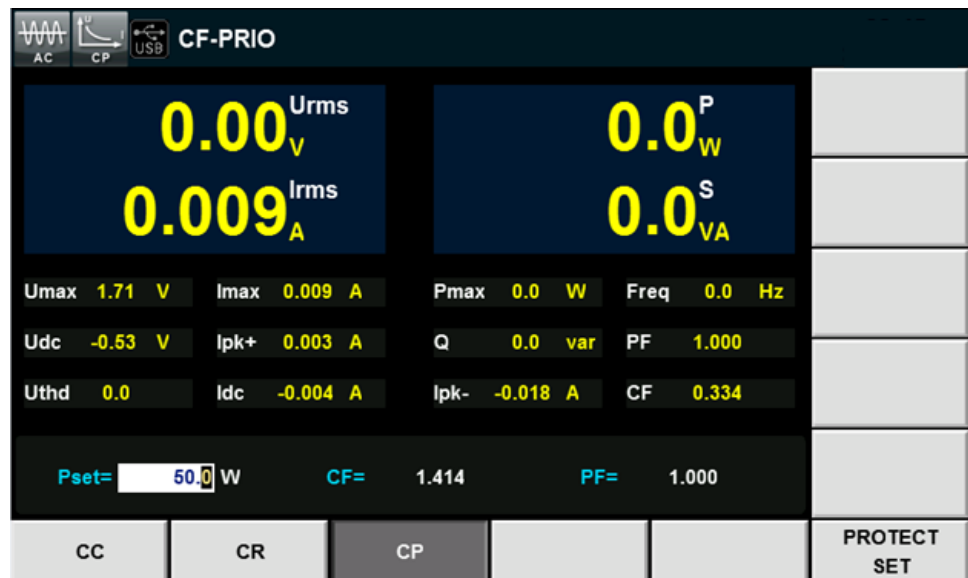 AC CP USB CF-PRIO
U I
0.00 Urms V
0.0 P W
0.009 Irms A
0.0 S VA
Umax 1.71 V Imax 0.009 A Pmax 0.0 W Freq 0.0 Hz
Udc -0.53 V Ipk+ 0.003 A Q 0.0 var PF 1.000
Uthd 0.0 Idc -0.004 A Ipk- -0.018 A CF 0.334
Pset= 50.0 W CF= 1.414 PF= 1.000
CC CR CP PROTECT SET